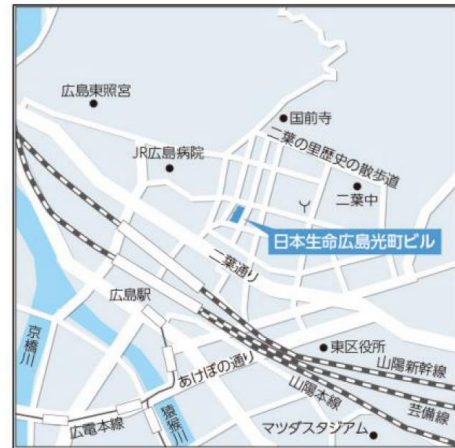 広島東照宮
国前寺
二葉の里歴史の散歩道
JR広島病院
二葉中
日本生命広島光町ビル
二葉通り
広島駅
京橋川
東区役所
山陽新幹線
あけぼの通り
山陽本線
芸備線
広電本線
猿猴川
マツダスタジアム